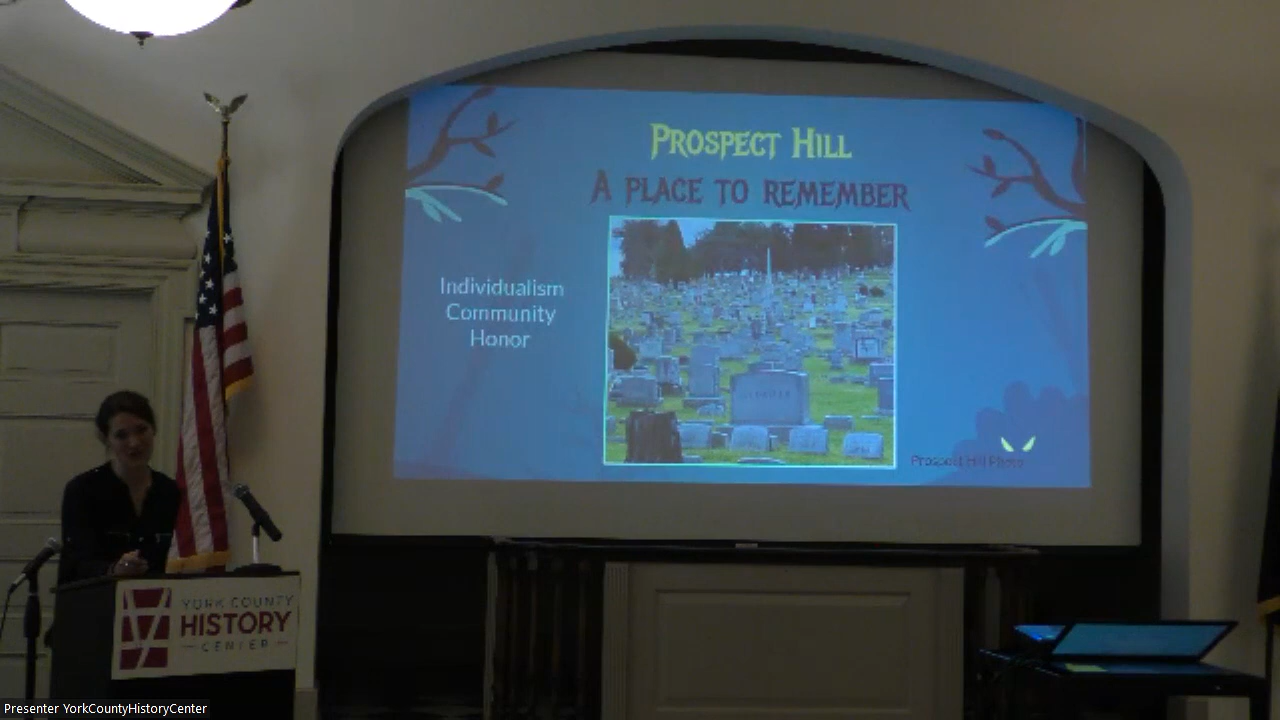 PROSPECT HILL
A PLACE TO REMEMBER
Individualism
Community
Honor
Prospect Hill Photo
YORK COUNTY
HISTORY
CENTER
Presenter YorkCountyHistoryCenter